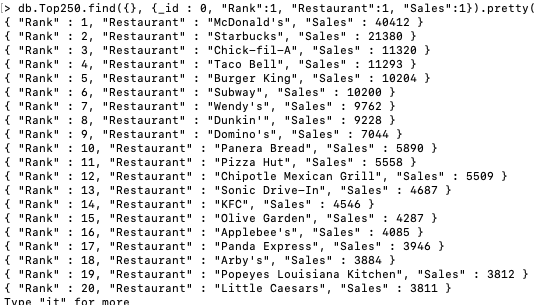 > db.Top250.find({}, {_id : 0, "Rank":1, "Restaurant":1, "Sales":1}).pretty(
{ "Rank" : 1, "Restaurant" : "McDonald's", "Sales" : 40412 }
{ "Rank" : 2, "Restaurant" : "Starbucks", "Sales" : 21380 }
{ "Rank" : 3, "Restaurant" : "Chick-fil-A", "Sales" : 11320 }
{ "Rank" : 4, "Restaurant" : "Taco Bell", "Sales" : 11293 }
{ "Rank" : 5, "Restaurant" : "Burger King", "Sales" : 10204 }
{ "Rank" : 6, "Restaurant" : "Subway", "Sales" : 10200 }
{ "Rank" : 7, "Restaurant" : "Wendy's", "Sales" : 9762 }
{ "Rank" : 8, "Restaurant" : "Dunkin'", "Sales" : 9228 }
{ "Rank" : 9, "Restaurant" : "Domino's", "Sales" : 7044 }
{ "Rank" : 10, "Restaurant" : "Panera Bread", "Sales" : 5890 }
{ "Rank" : 11, "Restaurant" : "Pizza Hut", "Sales" : 5558 }
{ "Rank" : 12, "Restaurant" : "Chipotle Mexican Grill", "Sales" : 5509 }
{ "Rank" : 13, "Restaurant" : "Sonic Drive-In", "Sales" : 4687 }
{ "Rank" : 14, "Restaurant" : "KFC", "Sales" : 4546 }
{ "Rank" : 15, "Restaurant" : "Olive Garden", "Sales" : 4287 }
{ "Rank" : 16, "Restaurant" : "Applebee's", "Sales" : 4085 }
{ "Rank" : 17, "Restaurant" : "Panda Express", "Sales" : 3946 }
{ "Rank" : 18, "Restaurant" : "Arby's", "Sales" : 3884 }
{ "Rank" : 19, "Restaurant" : "Popeyes Louisiana Kitchen", "Sales" : 3812 }
{ "Rank" : 20, "Restaurant" : "Little Caesars", "Sales" : 3811 }
Type "it" for more